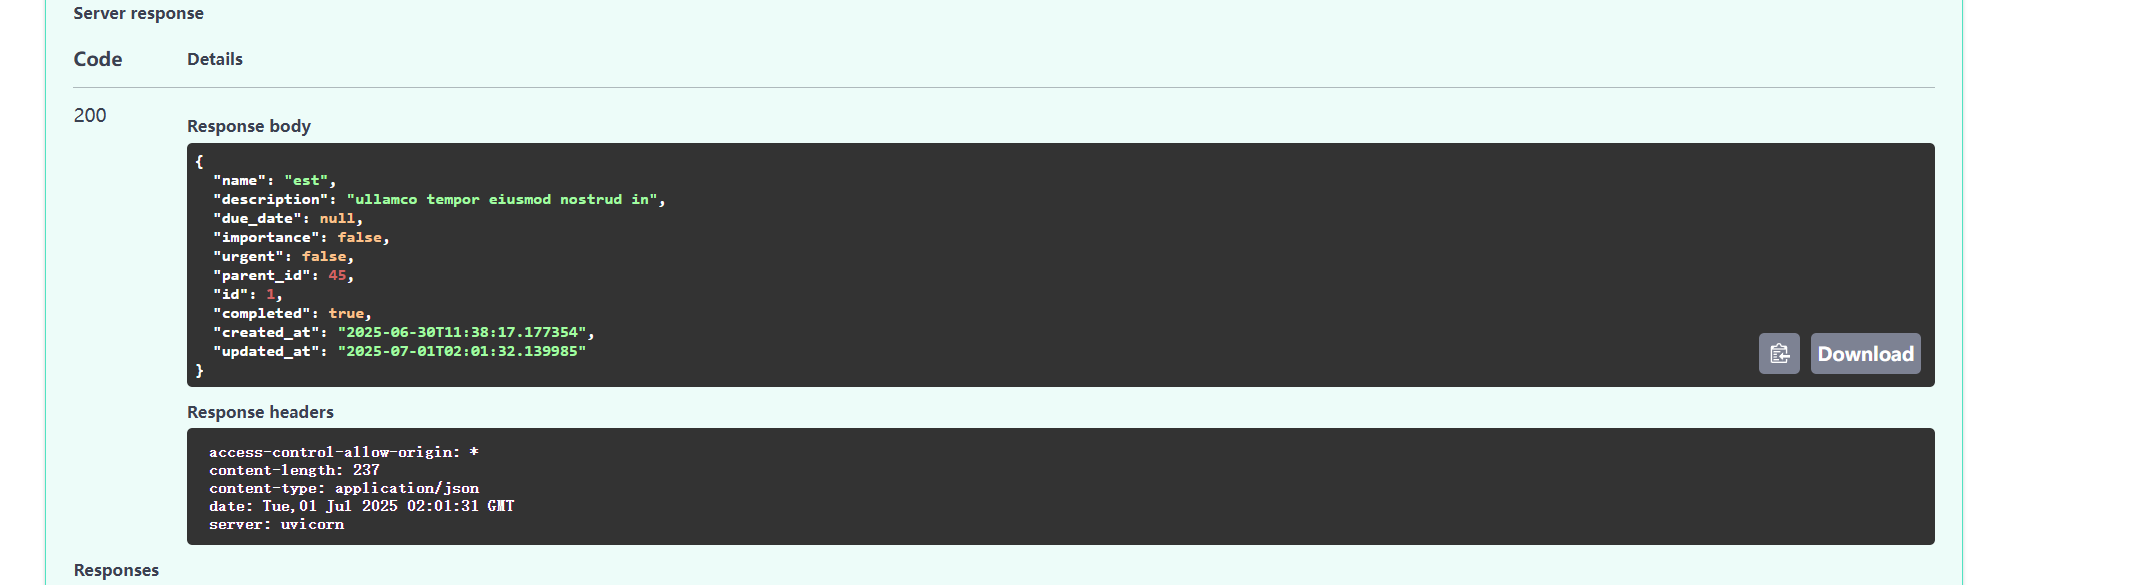 Server response
Code Details
200
Response body
{
  "name": "est",
  "description": "ullamco tempor eiusmod nostrud in",
  "due_date": null,
  "importance": false,
  "urgent": false,
  "parent_id": 45,
  "id": 1,
  "completed": true,
  "created_at": "2025-06-30T11:38:17.177354",
  "updated_at": "2025-07-01T02:01:32.139985"
}
Download
Response headers
access-control-allow-origin: *
content-length: 237
content-type: application/json
date: Tue,01 Jul 2025 02:01:31 GMT
server: uvicorn
Responses